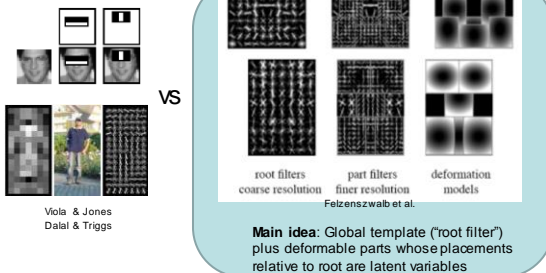 VS
Viola & Jones
Dalal & Triggs
root filters
coarse resolution
part filters
finer resolution
deformation
models
Felzenszwalb et al.
Main idea: Global template (“root filter”)
plus deformable parts whose placements
relative to root are latent variables